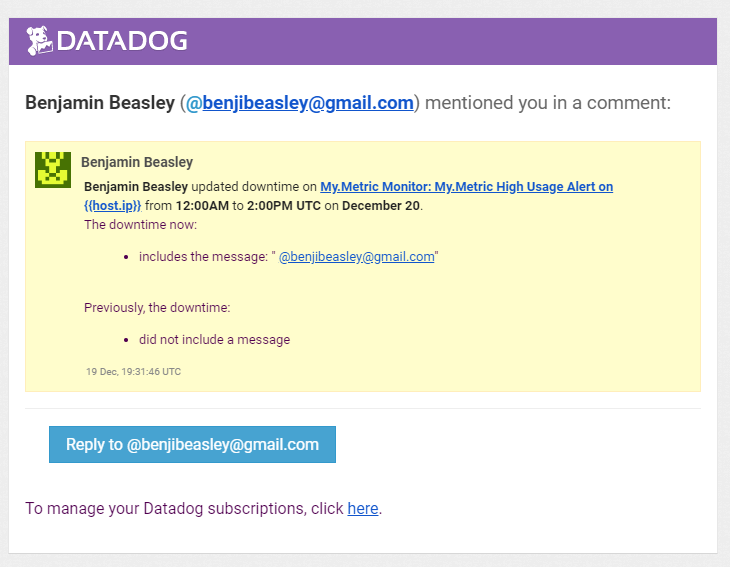 DATADOG
Benjamin Beasley (@benjibeasley@gmail.com) mentioned you in a comment:
Benjamin Beasley
Benjamin Beasley updated downtime on My.Metric Monitor: My.Metric High Usage Alert on
{{host.ip}} from 12:00AM to 2:00PM UTC on December 20.
The downtime now:
• includes the message: " @benjibeasley@gmail.com"
Previously, the downtime:
• did not include a message
19 Dec, 19:31:46 UTC
Reply to @benjibeasley@gmail.com
To manage your Datadog subscriptions, click here.